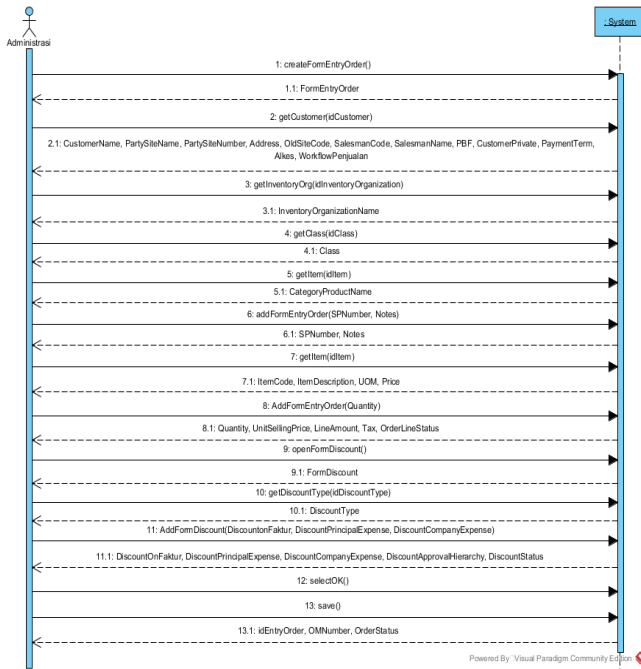 : System
Administrasi
1: createFormEntryOrder()
1.1: FormEntryOrder
2: getCustomer(idCustomer)
2.1: CustomerName, PartySiteName, PartySiteNumber, Address, OldSiteCode, SalesmanCode, SalesmanName, PBF, CustomerPrivate, PaymentTerm,
Alkes, WorkflowPenjualan
3: getInventoryOrg(idInventoryOrganization)
3.1: InventoryOrganizationName
4: getClass(idClass)
4.1: Class
5: getItem(idItem)
5.1: CategoryProductName
6: addFormEntryOrder(SPNumber, Notes)
6.1: SPNumber, Notes
7: getItem(idItem)
7.1: ItemCode, ItemDescription, UOM, Price
8: AddFormEntryOrder(Quantity)
8.1: Quantity, UnitSellingPrice, LineAmount, Tax, OrderLineStatus
9: openFormDiscount()
9.1: FormDiscount
10: getDiscountType(idDiscountType)
10.1: DiscountType
11: AddFormDiscount(DiscountonFaktur, DiscountPrincipalExpense, DiscountCompanyExpense)
11.1: DiscountOnFaktur, DiscountPrincipalExpense, DiscountCompanyExpense, DiscountApprovalHierarchy, DiscountStatus
12: selectOK()
13: save()
13.1: idEntryOrder, OMNumber, OrderStatus
Powered By Visual Paradigm Community Edition